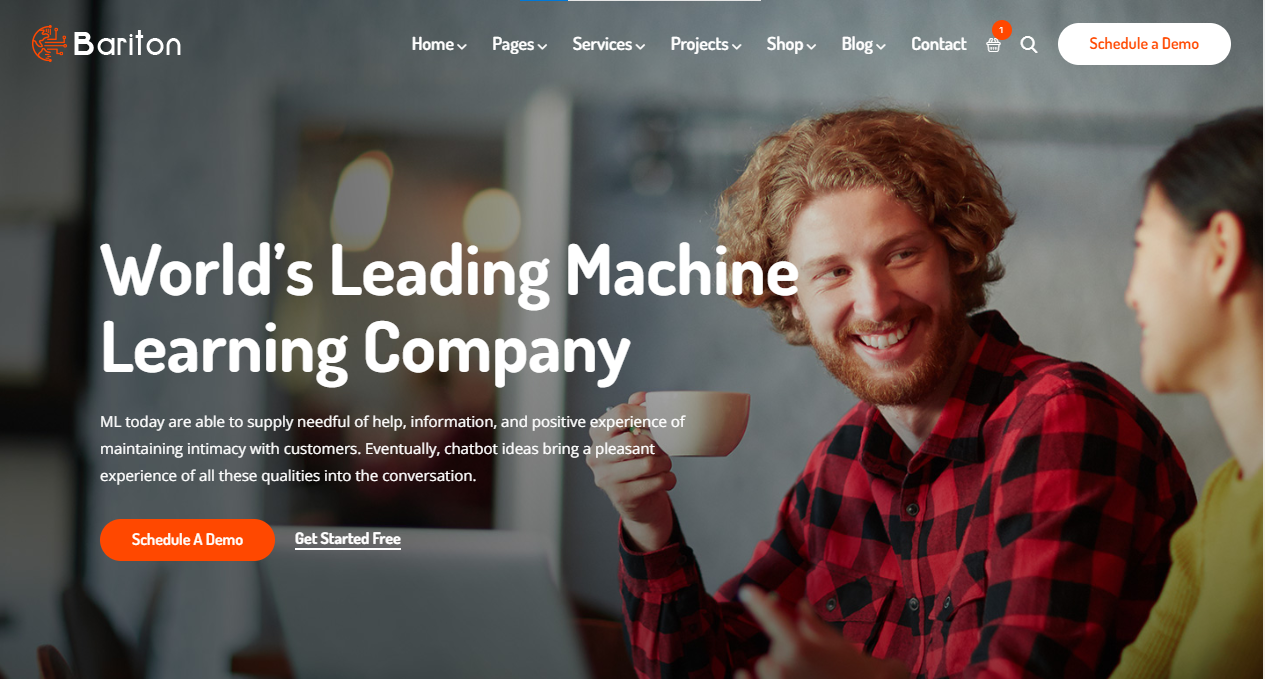 Bariton
Home Pages Services Projects Shop Blog Contact 1 Schedule a Demo
World’s Leading Machine
Learning Company
ML today are able to supply needful of help, information, and positive experience of
maintaining intimacy with customers. Eventually, chatbot ideas bring a pleasant
experience of all these qualities into the conversation.
Schedule A Demo Get Started Free